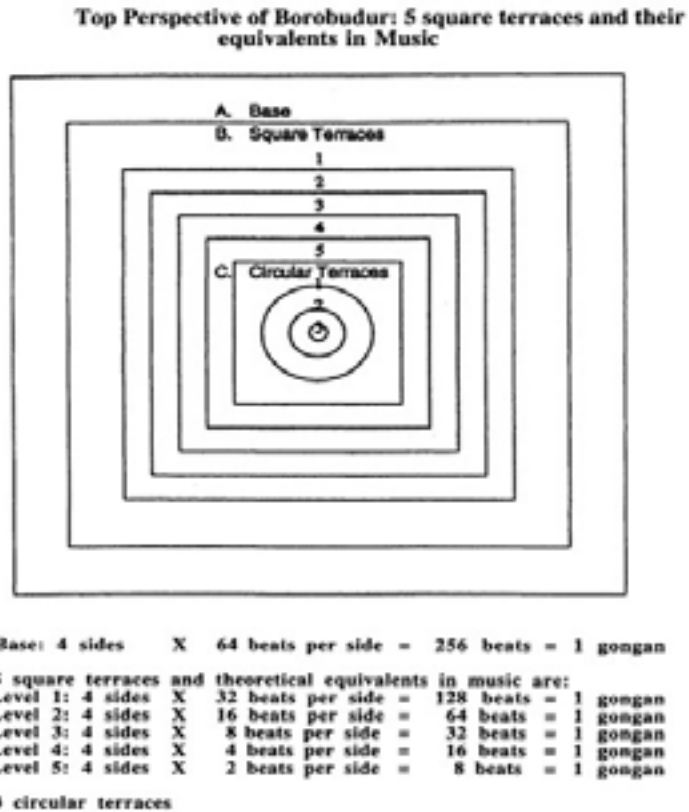 Top Perspective of Borobudur: 5 square terraces and their
equivalents in Music
A. Base
B. Square Terraces
1
2
3
4
5
C. Circular Terraces
1
2
3
Base: 4 sides X 64 beats per side = 256 beats = 1 gongan
square terraces and theoretical equivalents in music are:
Level 1: 4 sides X 32 beats per side = 128 beats = 1 gongan
Level 2: 4 sides X 16 beats per side = 64 beats = 1 gongan
Level 3: 4 sides X 8 beats per side = 32 beats = 1 gongan
Level 4: 4 sides X 4 beats per side = 16 beats = 1 gongan
Level 5: 4 sides X 2 beats per side = 8 beats = 1 gongan
circular terraces